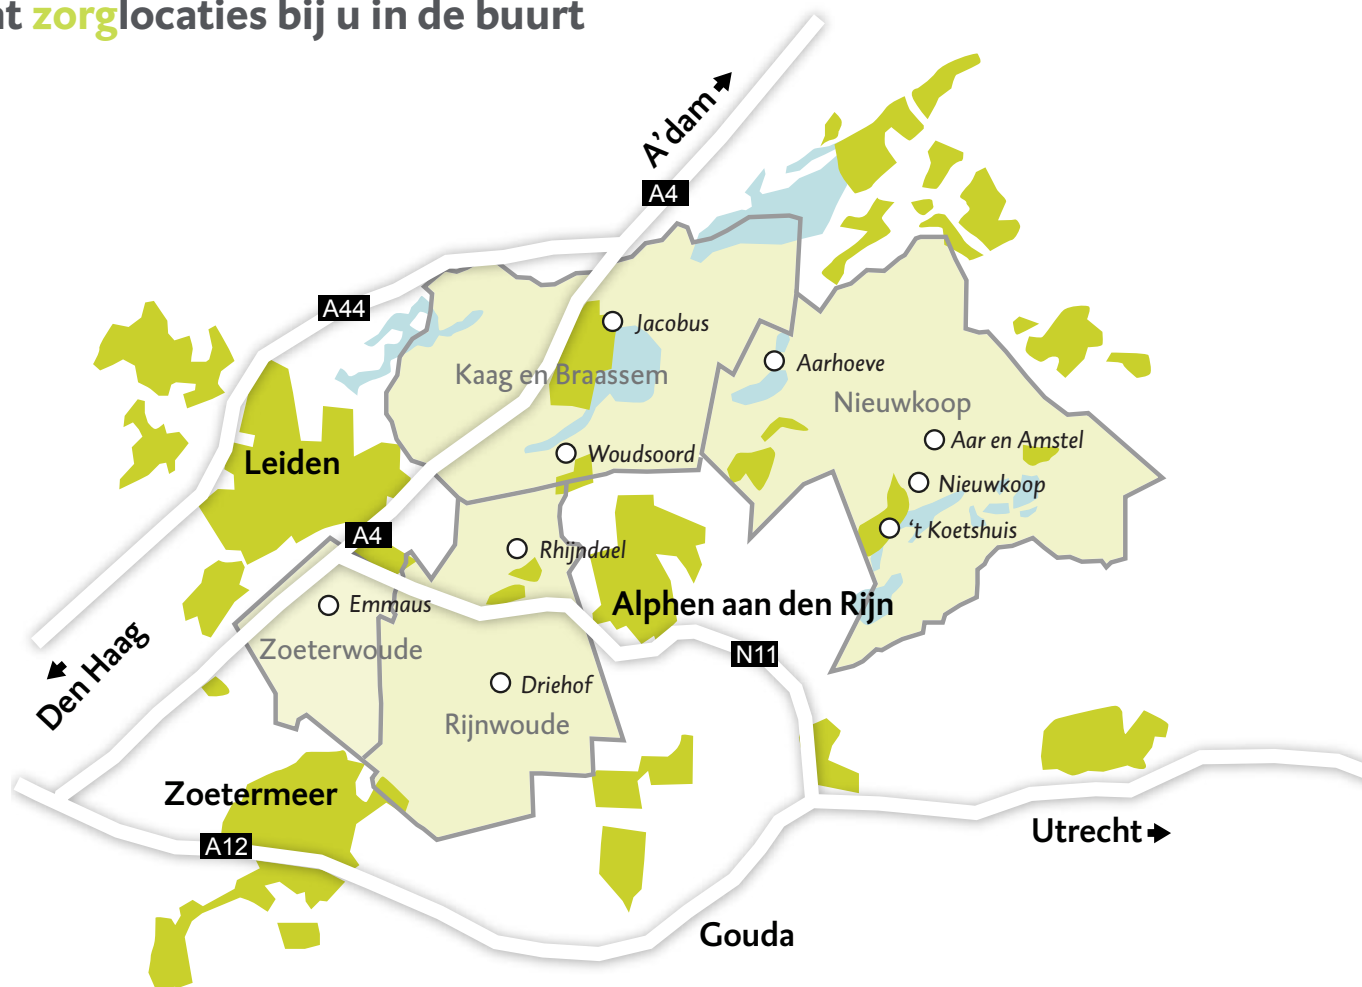 zorglocaties bij u in de buurt
A'dam
A4
A44
Jacobus
Kaag en Braassem
Aarhoeve
Nieuwkoop
Aar en Amstel
Leiden
Woudsoord
Nieuwkoop
't Koetshuis
A4
Rhijndael
Emmaus
Alphen aan den Rijn
Zoeterwoude
N11
Den Haag
Driehof
Rijnwoude
Zoetermeer
A12
Utrecht
Gouda